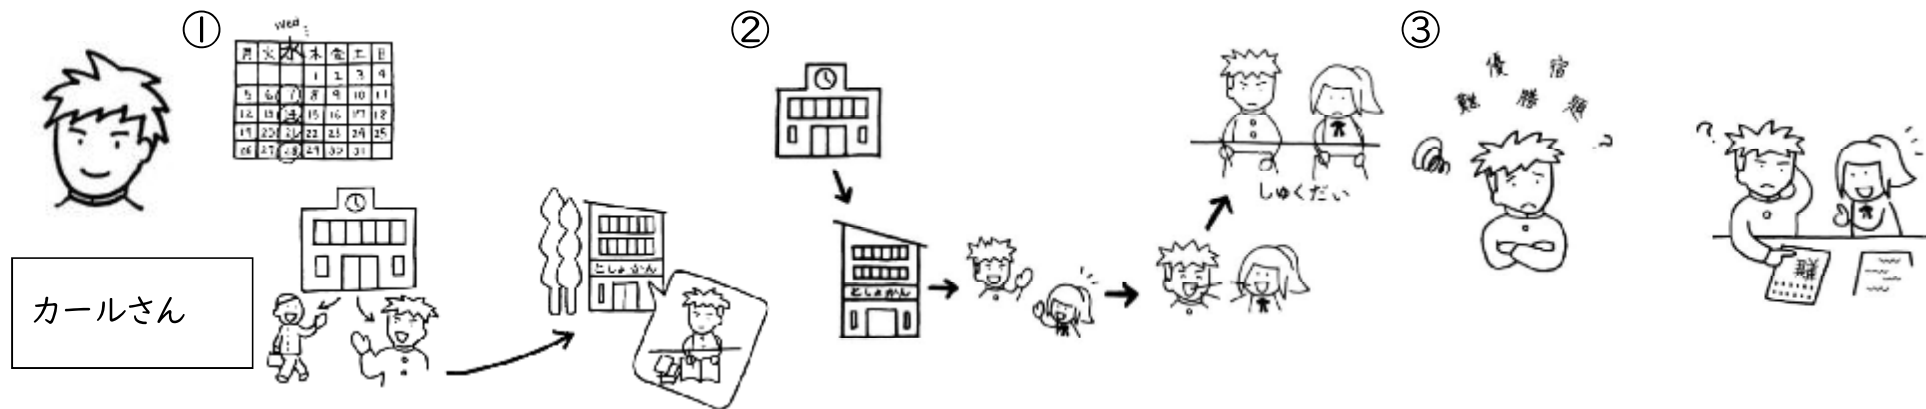 ①
Wed
月 火 水 木 金 土 日
1 2 3 4
5 6 7 8 9 10 11
12 13 14 15 16 17 18
19 20 21 22 23 24 25
26 27 28 29 30 31
としょかん
カールさん
②
としょかん
しゅくだい
③
優 宿
難 勝 題
?
?